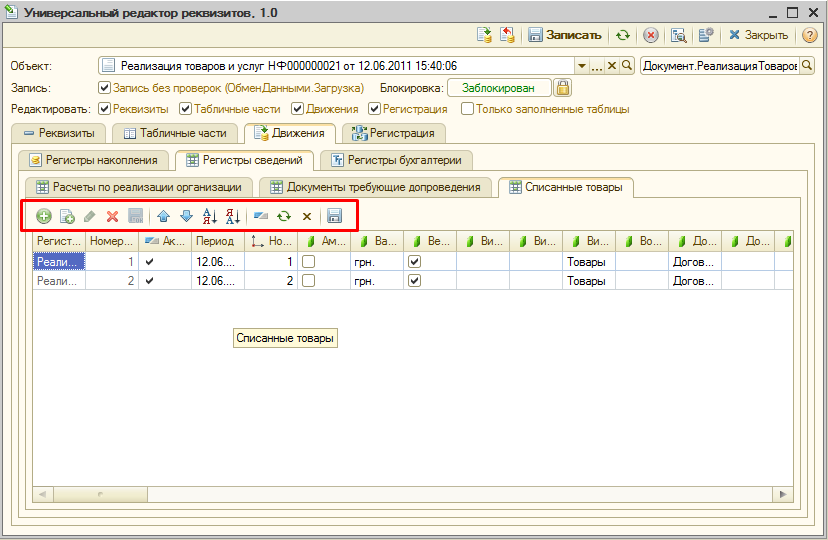 Универсальный редактор реквизитов, 1.0
Записать Закрыть
Объект: Реализация товаров и услуг НФ000000021 от 12.06.2011 15:40:06 Документ.РеализацияТоваров
Запись: Запись без проверок (ОбменДанными.Загрузка) Блокировка: Заблокирован
Редактировать: Реквизиты Табличные части Движения Регистрация Только заполненные таблицы
Реквизиты Табличные части Движения Регистрация
Регистры накопления Регистры сведений Регистры бухгалтерии
Расчеты по реализации организации Документы требующие допроведения Списанные товары
Регист... Номер... Ак... Период Но... Ам... Ва... Ве... Ви... Ви... Ви... Во... До... До...
Реали... 1 12.06.... 1 грн. Товары Догов...
Реали... 2 12.06.... 2 грн. Товары Догов...
Списанные товары